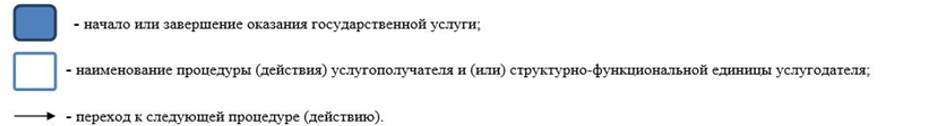 - начало или завершение оказания государственной услуги;
- наименование процедуры (действия) услугополучателя и (или) структурно-функциональной единицы услугодателя;
- переход к следующей процедуре (действию).